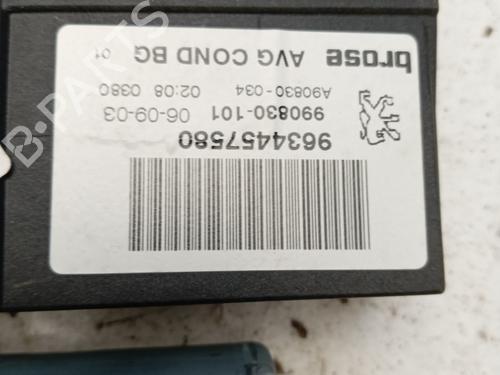 brose AVG COND BG 01
A90830-034 02:08 0380
990830-101 06-09-03
9634457580
B-PARTS